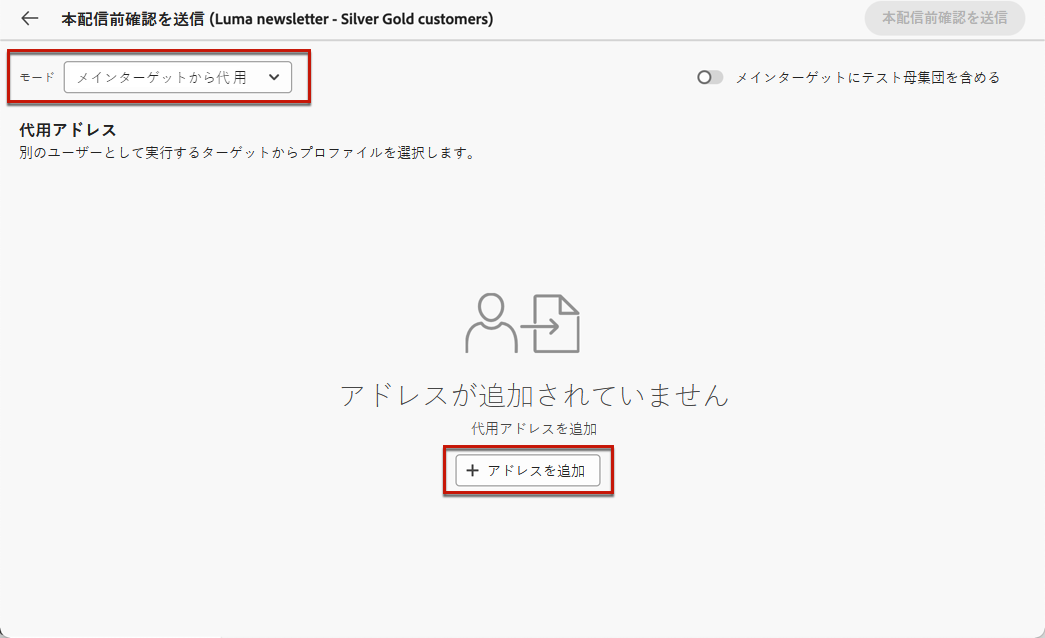 本配信前確認を送信 (Luma newsletter - Silver Gold customers)
本配信前確認を送信
モード
メインターゲットから代用
メインターゲットにテスト母集団を含める
代用アドレス
別のユーザーとして実行するターゲットからプロファイルを選択します。
アドレスが追加されていません
代用アドレスを追加
アドレスを追加